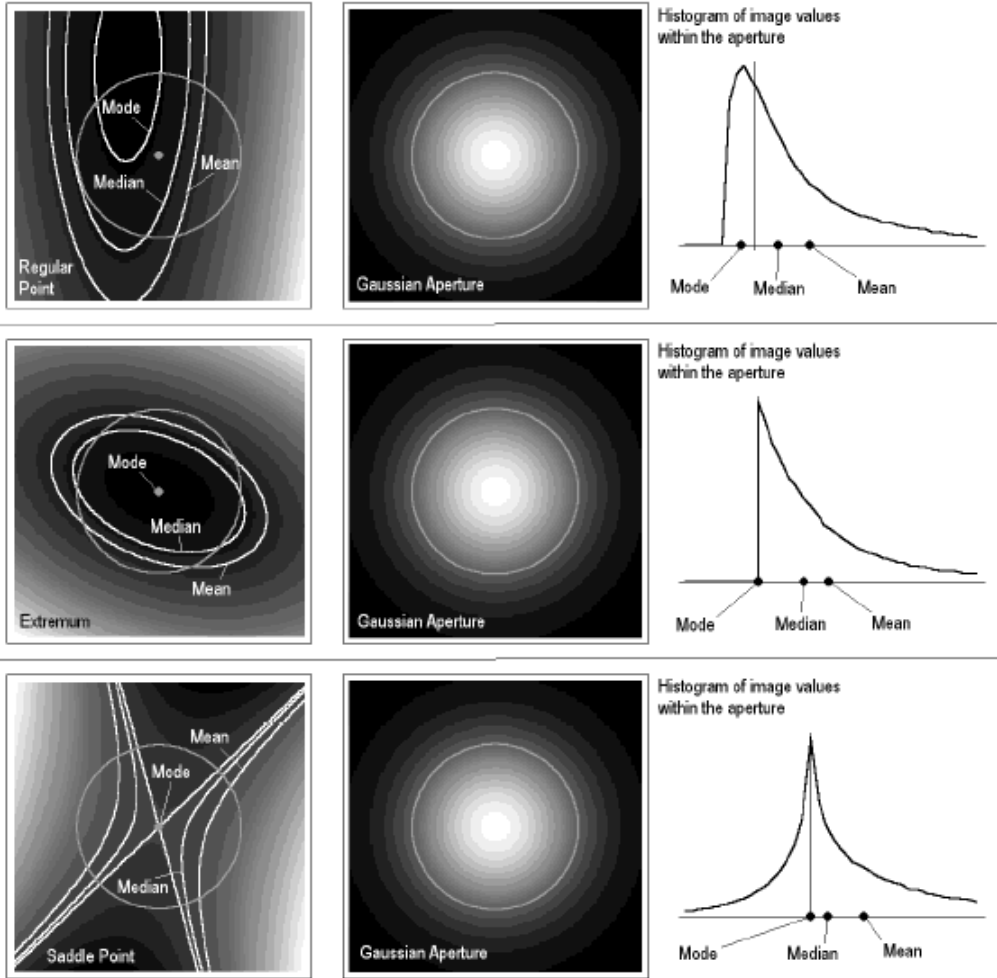 Mode
Median
Mean
Regular
Point
Gaussian Aperture
Histogram of image values
within the aperture
Mode
Median
Mean
Mode
Median
Mean
Extremum
Gaussian Aperture
Histogram of image values
within the aperture
Mode
Median
Mean
Mean
Mode
Median
Saddle Point
Gaussian Aperture
Histogram of image values
within the aperture
Mode
Median
Mean